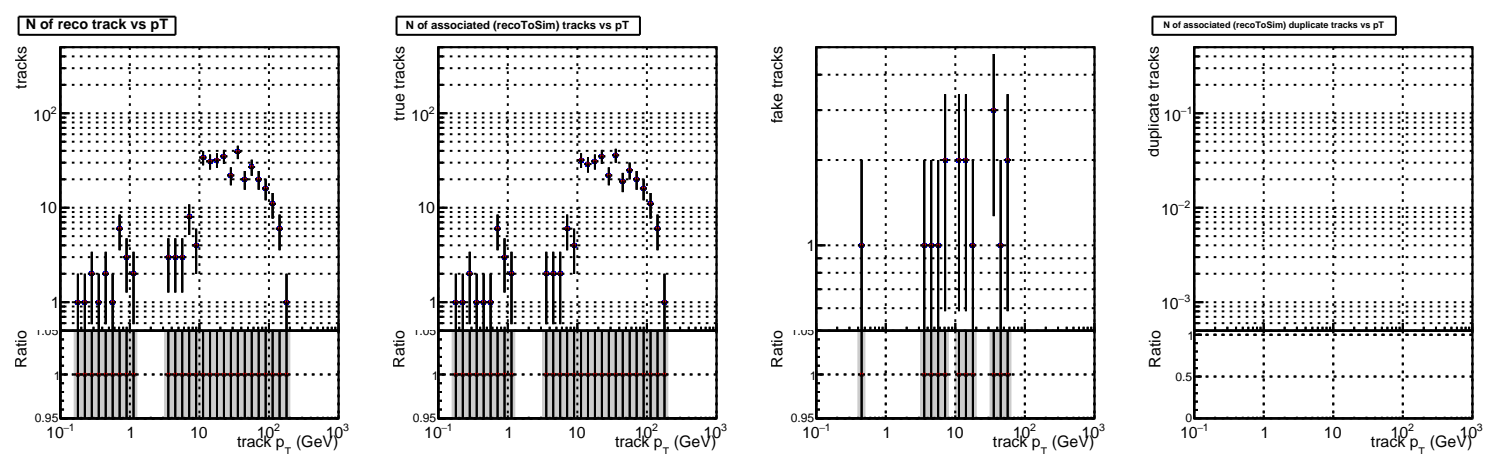 N of reco track vs pT
tracks
10²
10
1
Ratio
1.05
1
0.95
10⁻¹ 1 10 10² 10³
track p_T (GeV)
N of associated (recoToSim) tracks vs pT
true tracks
10²
10
1
Ratio
1.05
1
0.95
10⁻¹ 1 10 10² 10³
track p_T (GeV)
fake tracks
1
Ratio
1.05
1
0.95
10⁻¹ 1 10 10² 10³
track p_T (GeV)
N of associated (recoToSim) duplicate tracks vs pT
duplicate tracks
10⁻¹
10⁻²
10⁻³
Ratio
1
0.5
0
10⁻¹ 1 10 10² 10³
track p_T (GeV)